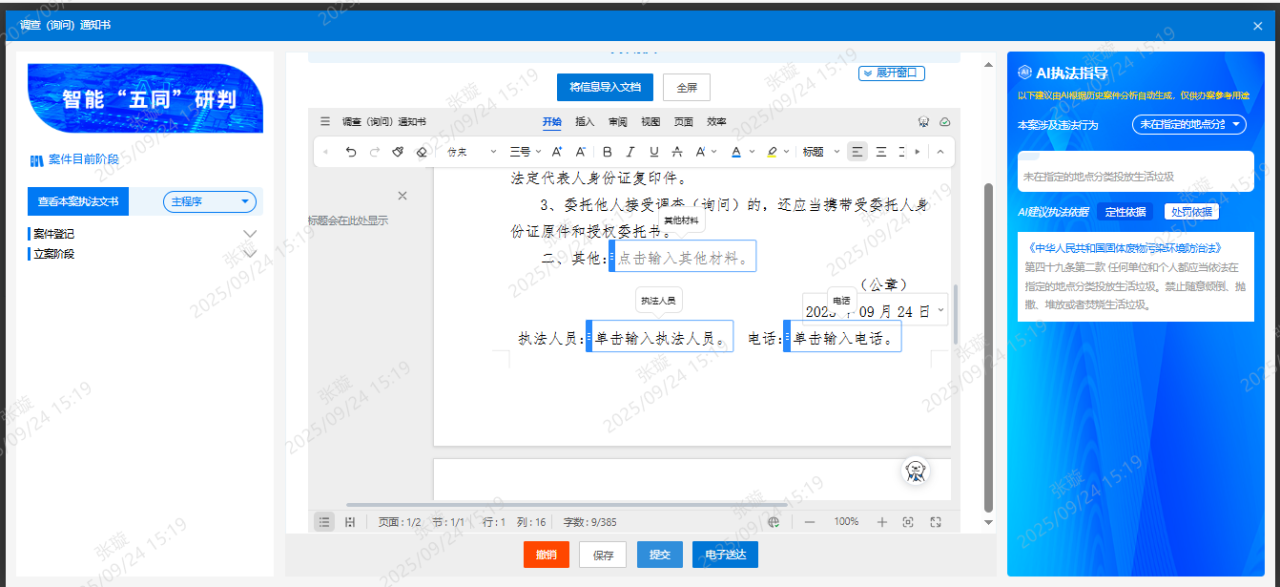 调查（询问）通知书
智能“五同”研判
案件目前阶段
查看本案执法文书
主程序
案件登记
立案阶段
将信息导入文档
全屏
展开窗口
调查（询问）通知书
开始 插入 审阅 视图 页面 效率
仿宋 三号 A⁺ A⁻ B I U A A A 标题
标题会在此处显示
法定代表人身份证复印件。
3、委托他人接受调查（询问）的，还应当携带受委托人身
份证原件和授权委托书。
其他材料
二、其他：点击输入其他材料。
（公章）
执法人员
电话
2025 年 09 月 24 日
执法人员：单击输入执法人员。 电话：单击输入电话。
页面：1/2 节：1/1 行：1 列：16 字数：9/385
100%
撤销
保存
提交
电子送达
AI执法指导
以下建议由AI根据历史案件分析自动生成，仅供办案参考用途
本案涉及违法行为
未在指定的地点分类
未在指定的地点分类投放生活垃圾
AI建议执法依据
定性依据
处罚依据
《中华人民共和国固体废物污染环境防治法》
第四十九条第二款 任何单位和个人都应当依法在
指定的地点分类投放生活垃圾。禁止随意倾倒、抛
撒、堆放或者焚烧生活垃圾。
张璇
2025/09/24 15:19